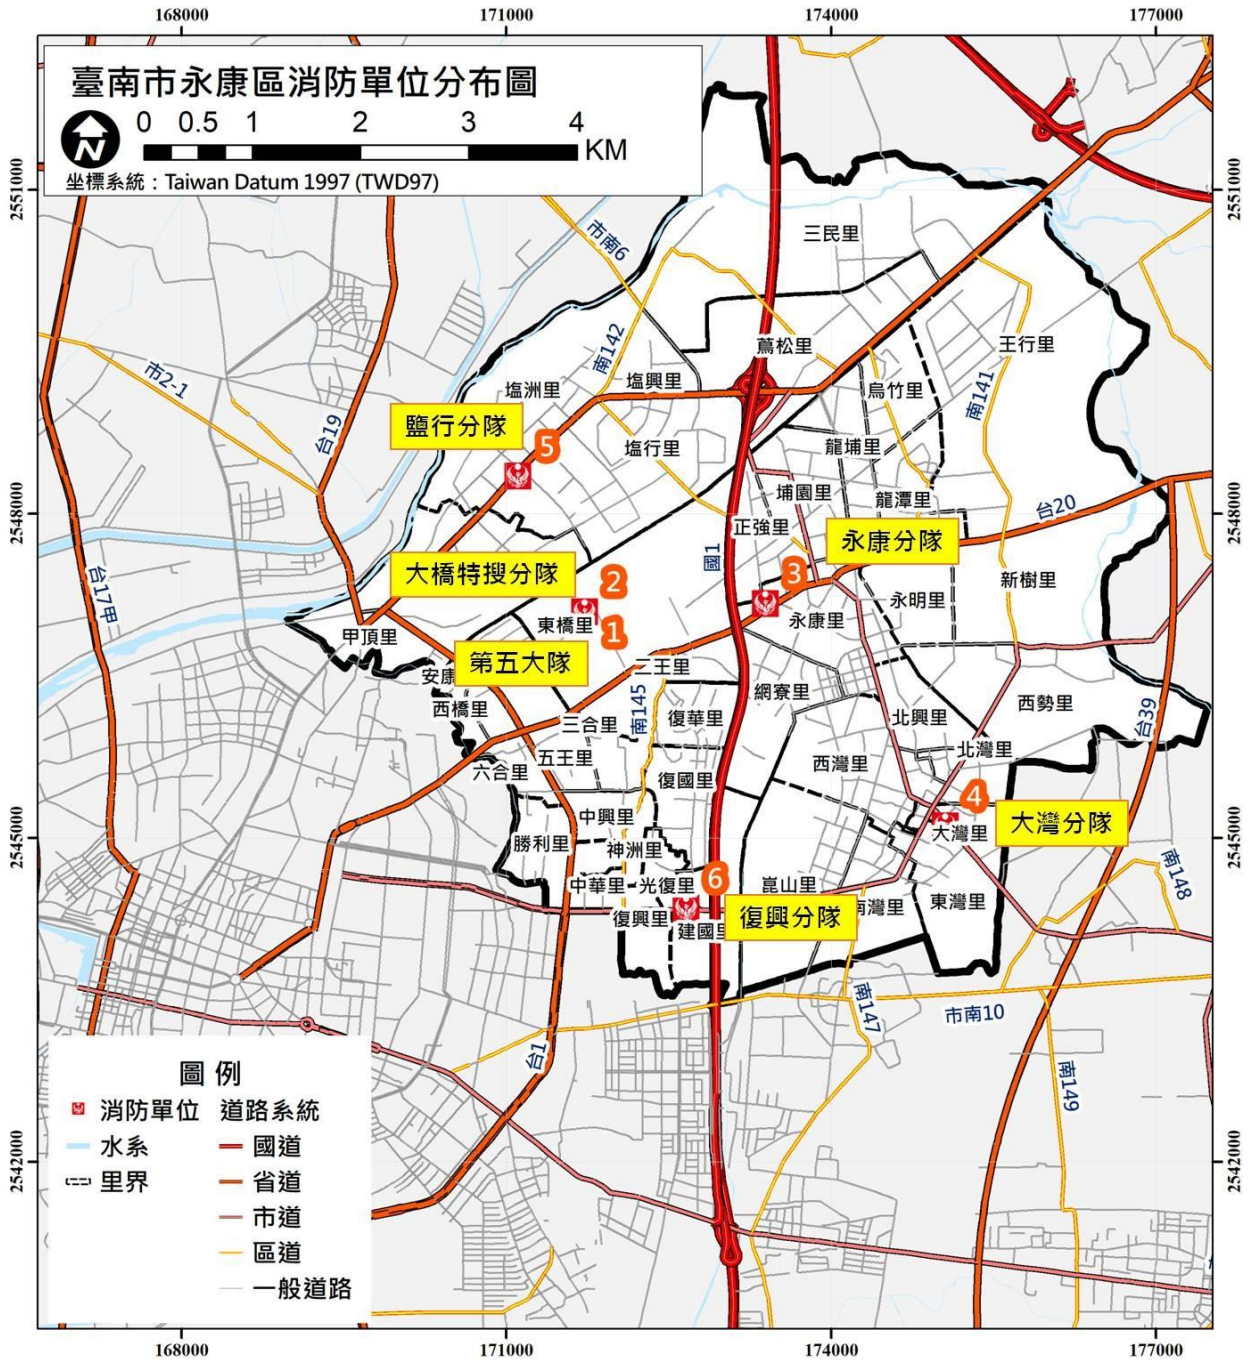 168000
171000
174000
177000
臺南市永康區消防單位分布圖
0 0.5 1 2 3 4
KM
N
坐標系統：Taiwan Datum 1997 (TWD97)
2551000
2551000
市南6
三民里
南142
蔦松里
王行里
市2-1
塩洲里
塩興里
烏竹里
南141
鹽行分隊
台19
5
塩行里
龍埔里
埔園里
龍潭里
2548000
2548000
正強里
台20
永康分隊
國1
大橋特搜分隊
2
3
新樹里
台17甲
永明里
東橋里
1
甲頂里
永康里
第五大隊
二王里
安康
網寮里
西橋里
南145
復華里
北興里
西勢里
台39
三合里
北灣里
五王里
西灣里
六合里
復國里
4
中興里
大灣分隊
2545000
2545000
勝利里
神洲里
大灣里
南148
6
中華里
光復里
崑山里
復興里
南灣里
東灣里
復興分隊
建國里
南147
市南10
台1
南149
圖例
消防單位 道路系統
水系
國道
里界
省道
市道
區道
一般道路
2542000
2542000
168000
171000
174000
177000